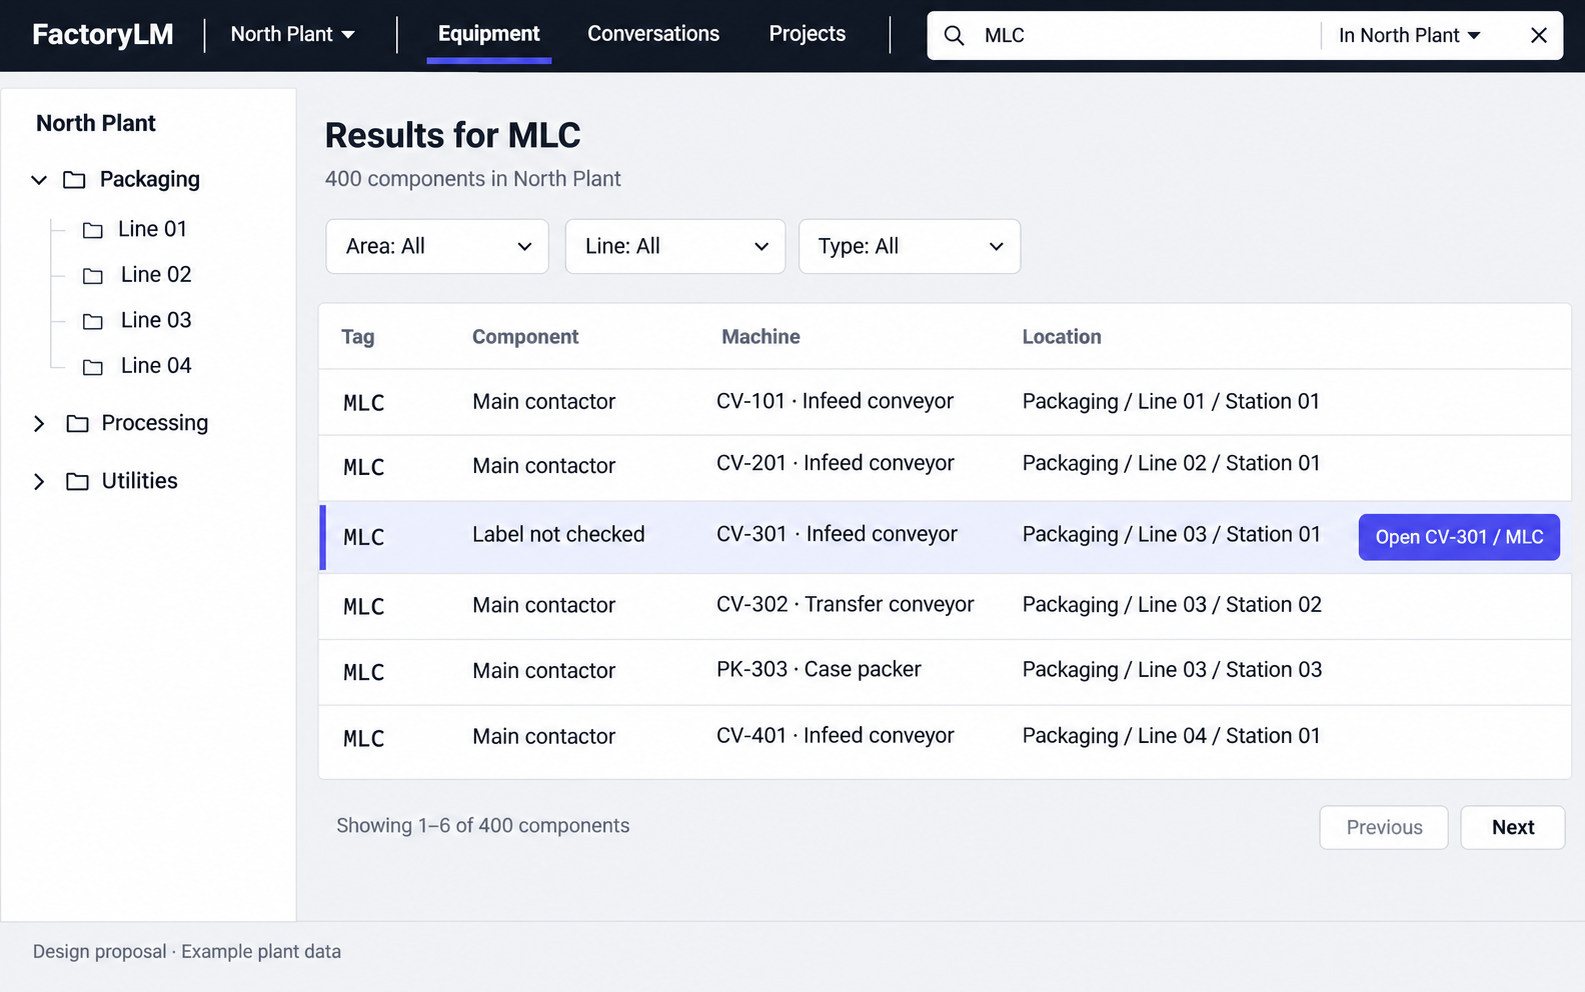 FactoryLM North Plant Equipment Conversations Projects MLC In North Plant
North Plant
Packaging
Line 01
Line 02
Line 03
Line 04
Processing
Utilities
Results for MLC
400 components in North Plant
Area: All Line: All Type: All
Tag Component Machine Location
MLC Main contactor CV-101 · Infeed conveyor Packaging / Line 01 / Station 01
MLC Main contactor CV-201 · Infeed conveyor Packaging / Line 02 / Station 01
MLC Label not checked CV-301 · Infeed conveyor Packaging / Line 03 / Station 01 Open CV-301 / MLC
MLC Main contactor CV-302 · Transfer conveyor Packaging / Line 03 / Station 02
MLC Main contactor PK-303 · Case packer Packaging / Line 03 / Station 03
MLC Main contactor CV-401 · Infeed conveyor Packaging / Line 04 / Station 01
Showing 1–6 of 400 components Previous Next
Design proposal · Example plant data